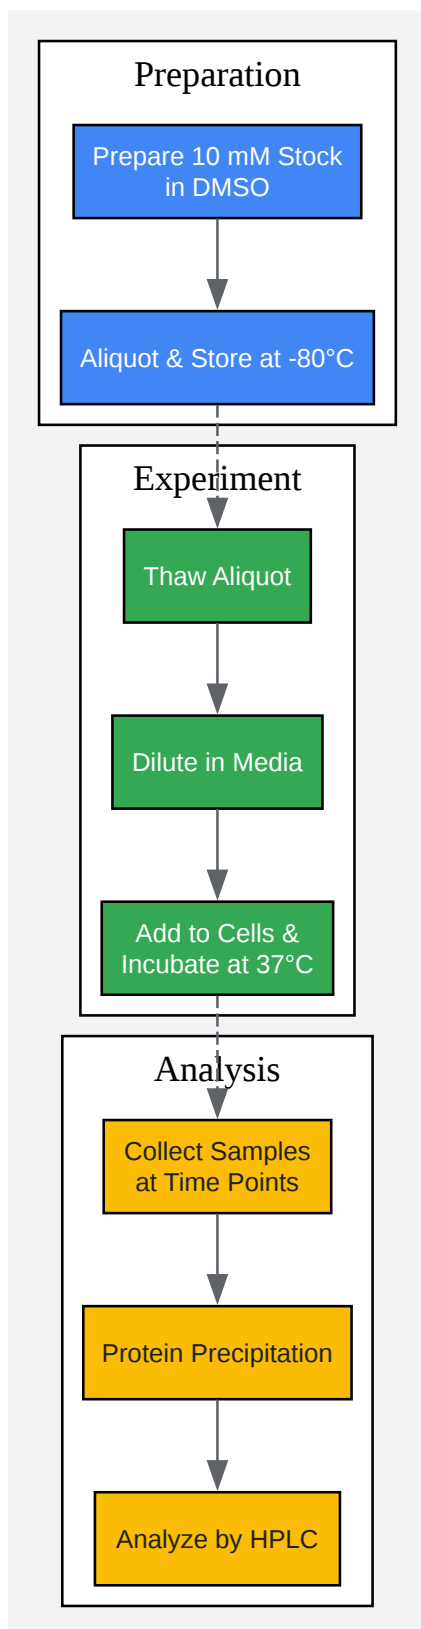 Preparation
Prepare 10 mM Stock
in DMSO
Aliquot & Store at -80°C
Experiment
Thaw Aliquot
Dilute in Media
Add to Cells &
Incubate at 37°C
Analysis
Collect Samples
at Time Points
Protein Precipitation
Analyze by HPLC